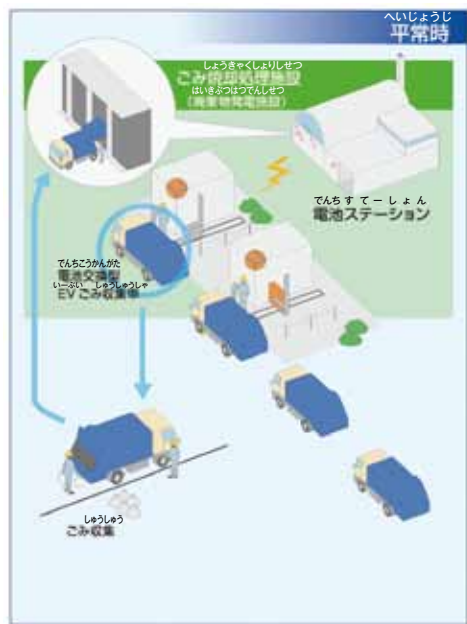 へいじょうじ
平常時
しょうきゃくしょりしせつ
ごみ焼却処理施設
はいきぶつはつでんしせつ
（廃棄物発電施設）
でんちすてーしょん
電池ステーション
でんちこうかんがた
電池交換型
いーぶい しゅうしゅうしゃ
EVごみ収集車
しゅうしゅう
ごみ収集